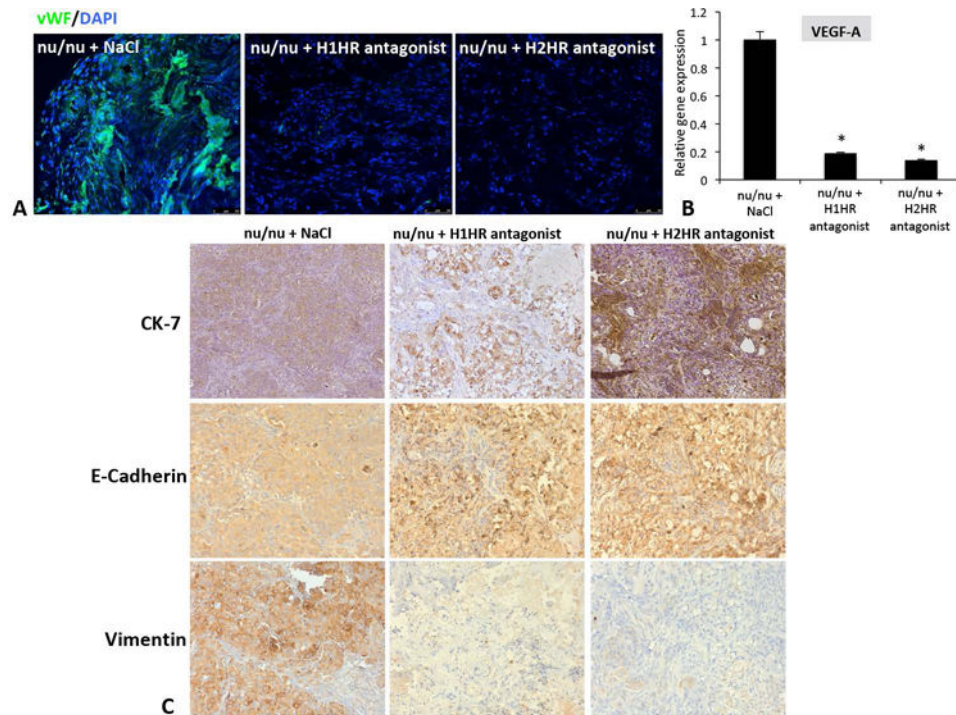 vWF/DAPI
nu/nu + NaCl
nu/nu + H1HR antagonist
nu/nu + H2HR antagonist
A
B
VEGF-A
Relative gene expression
1.2
1
0.8
0.6
0.4
0.2
0
*
*
nu/nu +
NaCl
nu/nu +
H1HR
antagonist
nu/nu +
H2HR
antagonist
nu/nu + NaCl
nu/nu + H1HR antagonist
nu/nu + H2HR antagonist
CK-7
E-Cadherin
Vimentin
C